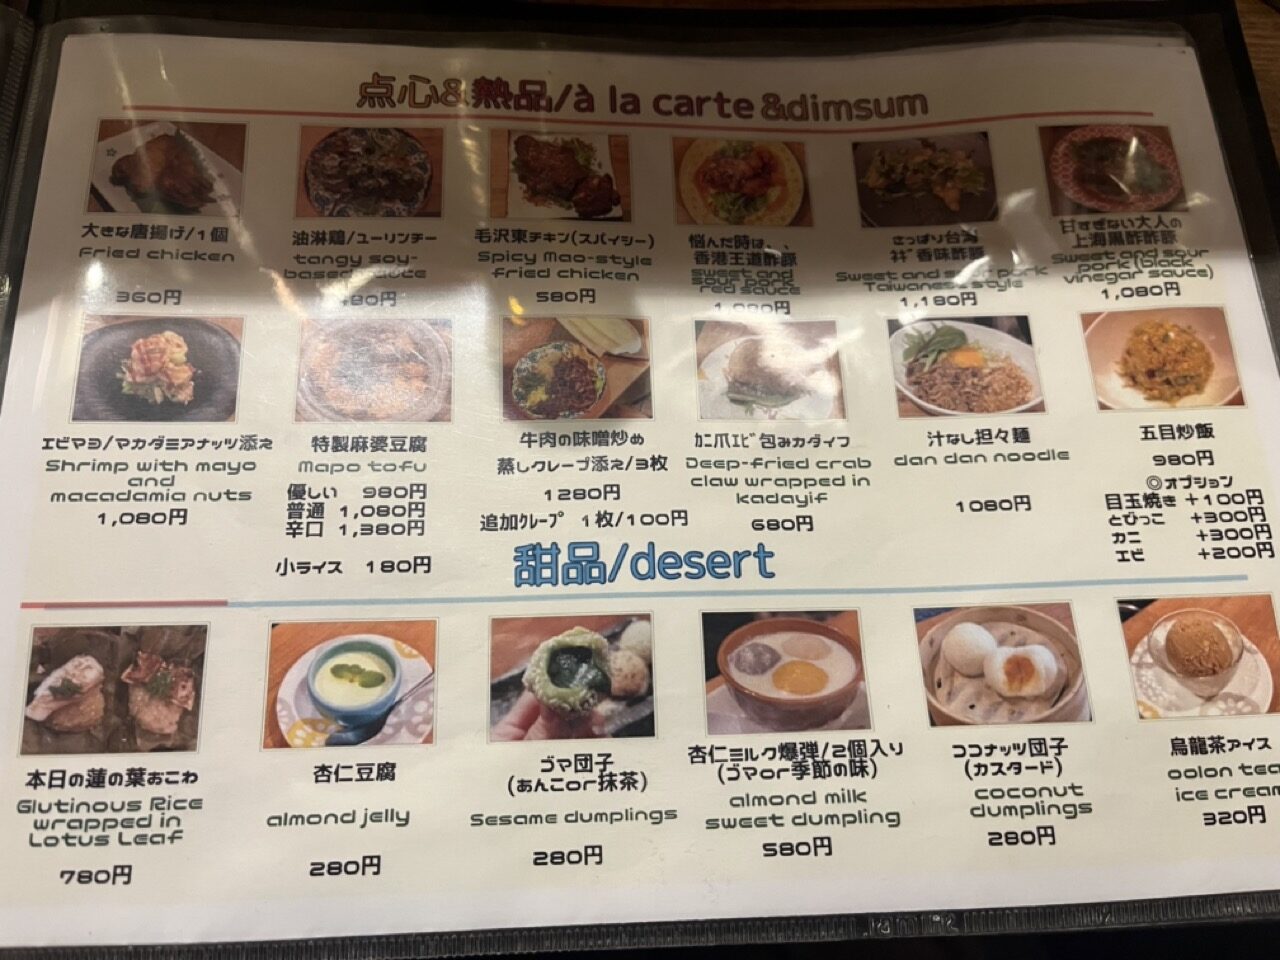 点心&熱品/à la carte &dimsum
大きな唐揚げ/1個
Fried chicken
360円
油淋鶏/ユーリンチー
tangy soy-
based sauce
480円
毛沢東チキン(スパイシー)
Spicy Mao-style
fried chicken
580円
悩んだ時は、、
香港王道酢豚
Sweet and
sour pork
red sauce
1,080円
さっぱり台湾
香味酢豚
Sweet and sour pork
Taiwanese style
1,180円
甘すぎない大人の
上海黒酢酢豚
Sweet and sour
pork (black
vinegar sauce)
1,080円
エビマヨ/マカダミアナッツ添え
Shrimp with mayo
and
macadamia nuts
1,080円
特製麻婆豆腐
Mapo tofu
優しい 980円
普通 1,080円
辛口 1,380円
小ライス 180円
牛肉の味噌炒め
蒸しクレープ添え/3枚
1280円
追加クレープ 1枚/100円
カニ爪エビ包みカダイフ
Deep-fried crab
claw wrapped in
kadayif
680円
汁なし担々麺
dan dan noodle
1080円
五目炒飯
980円
◎オプション
目玉焼き +100円
とびっこ +300円
カニ +300円
エビ +200円
甜品/desert
本日の蓮の葉おこわ
Glutinous Rice
wrapped in
Lotus Leaf
780円
杏仁豆腐
almond jelly
280円
ゴマ団子
(あんこor抹茶)
Sesame dumplings
280円
杏仁ミルク爆弾/2個入り
(ゴマor季節の味)
almond milk
sweet dumpling
580円
ココナッツ団子
(カスタード)
coconut
dumplings
280円
烏龍茶アイス
oolon tea
ice cream
320円